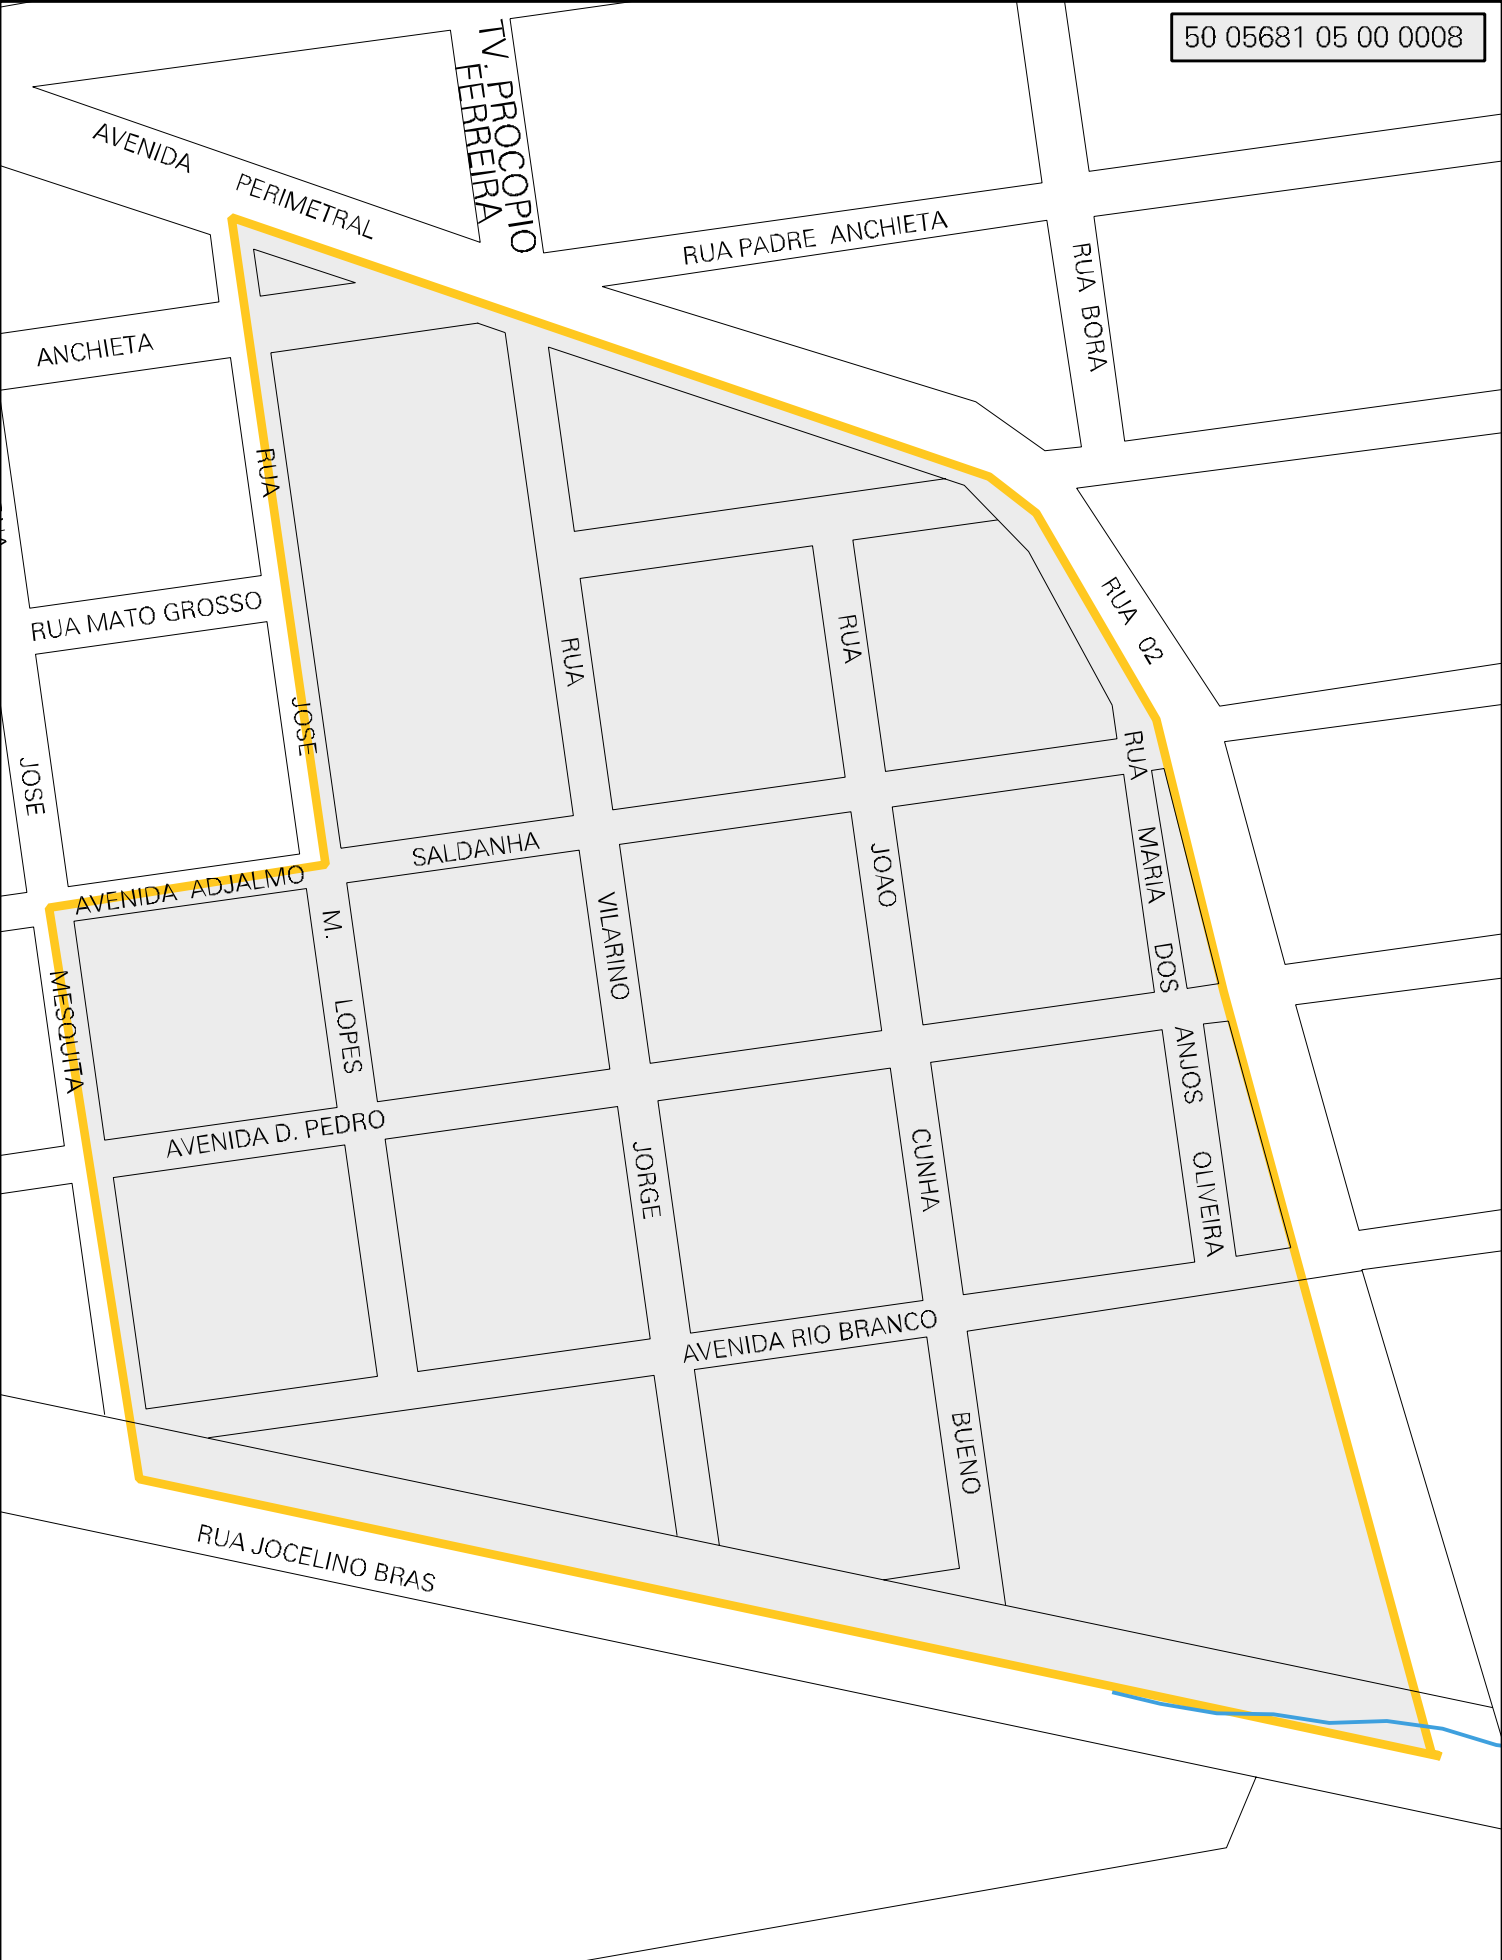 50 05681 05 00 0008
TV. PROCOPIO
FERREIRA
AVENIDA PERIMETRAL
RUA PADRE ANCHIETA
RUA BORA
ANCHIETA
RUA JOSE M. LOPES
RUA MATO GROSSO
RUA 02
RUA VILARINO JORGE
RUA JOAO CUNHA BUENO
RUA MARIA DOS ANJOS OLIVEIRA
JOSE MESQUITA
AVENIDA ADJALMO SALDANHA
AVENIDA D. PEDRO
AVENIDA RIO BRANCO
RUA JOCELINO BRAS